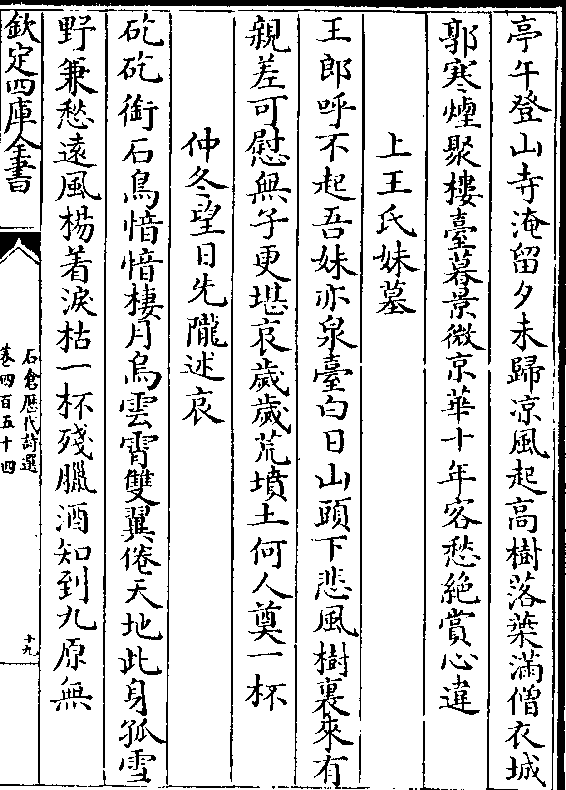 亭午登山寺淹留夕未歸凉風起高樹落葉滿僧衣城
郭寒煙聚樓臺暮景微京華十年客愁絶賞心違
上王氏妹墓
王郎呼不起吾妹亦泉臺白日山頭下悲風樹裏來有
親差可慰無子更堪哀歲歲荒墳土何人奠一杯
仲冬望日先隴述哀
矻矻銜石鳥愔愔棲月烏雲霄雙翼倦天地此身孤雪
野兼愁遠風楊着淚枯一杯殘臘酒知到九原無
欽定四庫全書
石倉歷代詩選
卷四百五十四
十九